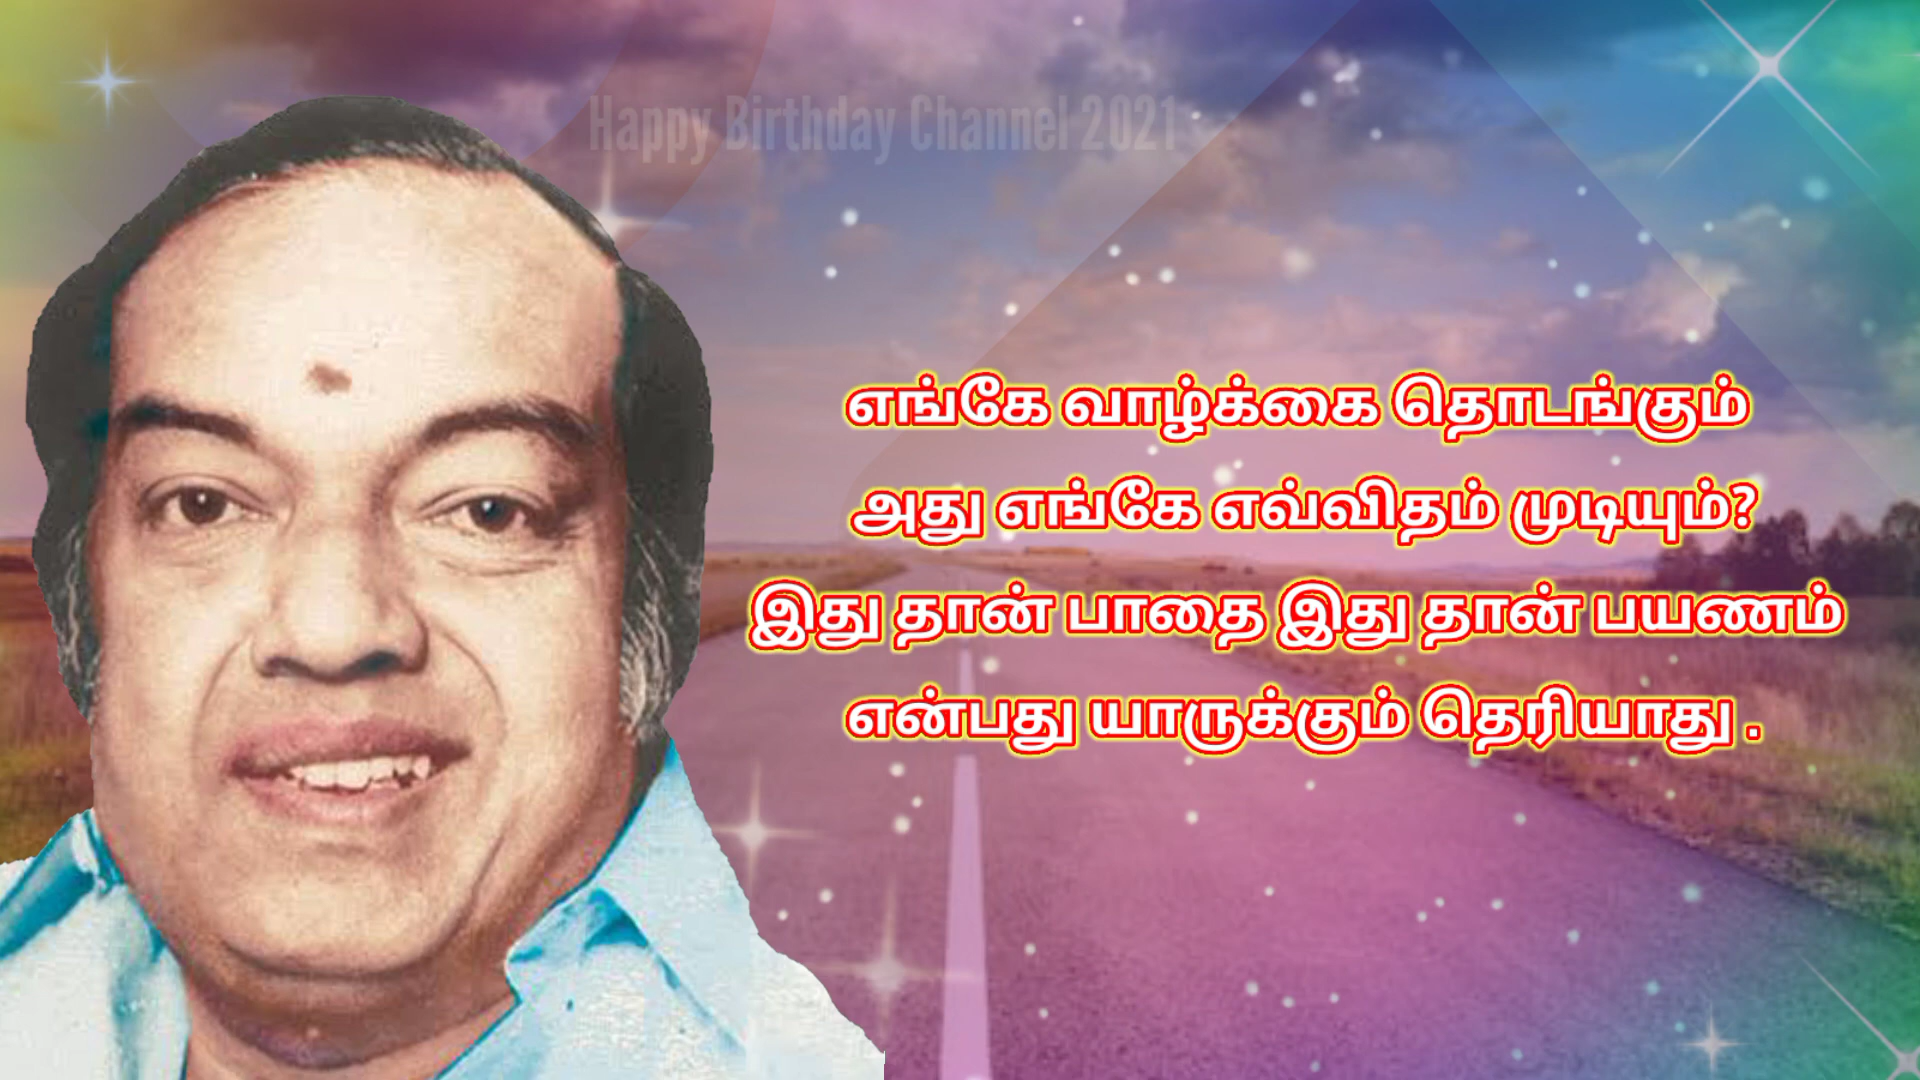 Happy Birthday Channel 2021
எங்கே வாழ்க்கை தொடங்கும்
அது எங்கே எவ்விதம் முடியும்?
இது தான் பாதை இது தான் பயணம்
என்பது யாருக்கும் தெரியாது .